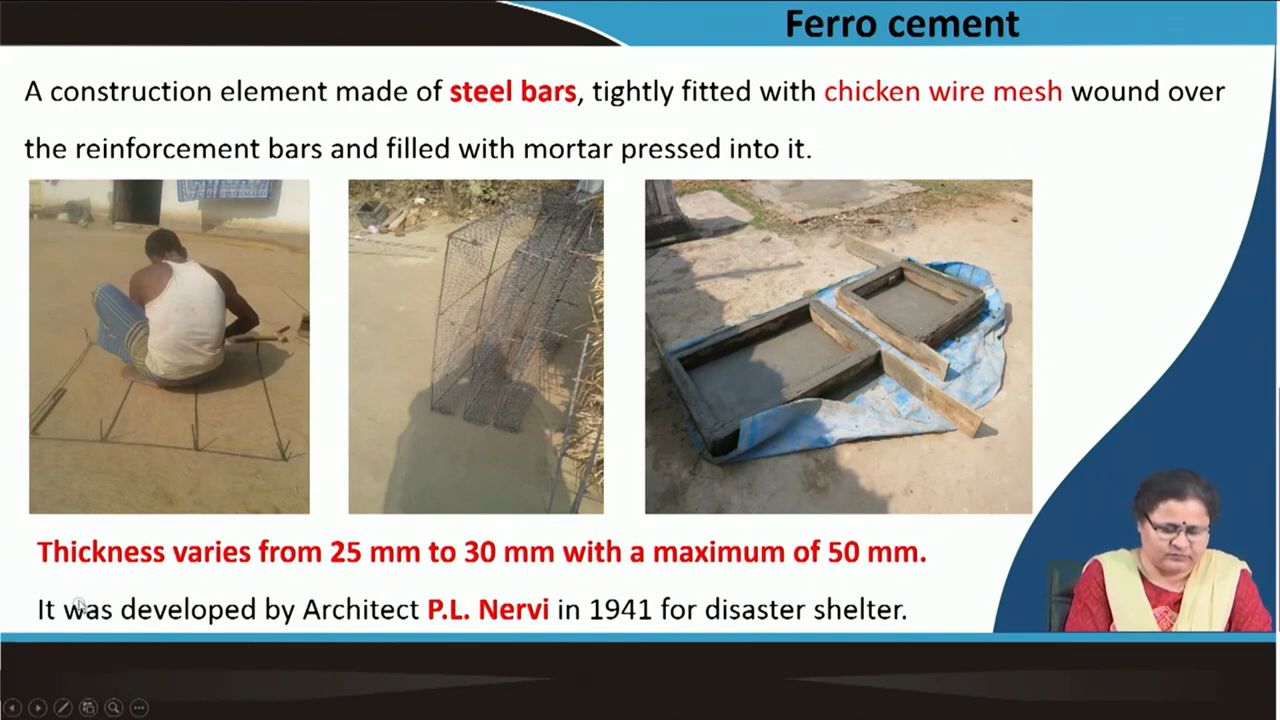 Ferro cement
A construction element made of steel bars, tightly fitted with chicken wire mesh wound over
the reinforcement bars and filled with mortar pressed into it.
Thickness varies from 25 mm to 30 mm with a maximum of 50 mm.
It was developed by Architect P.L. Nervi in 1941 for disaster shelter.